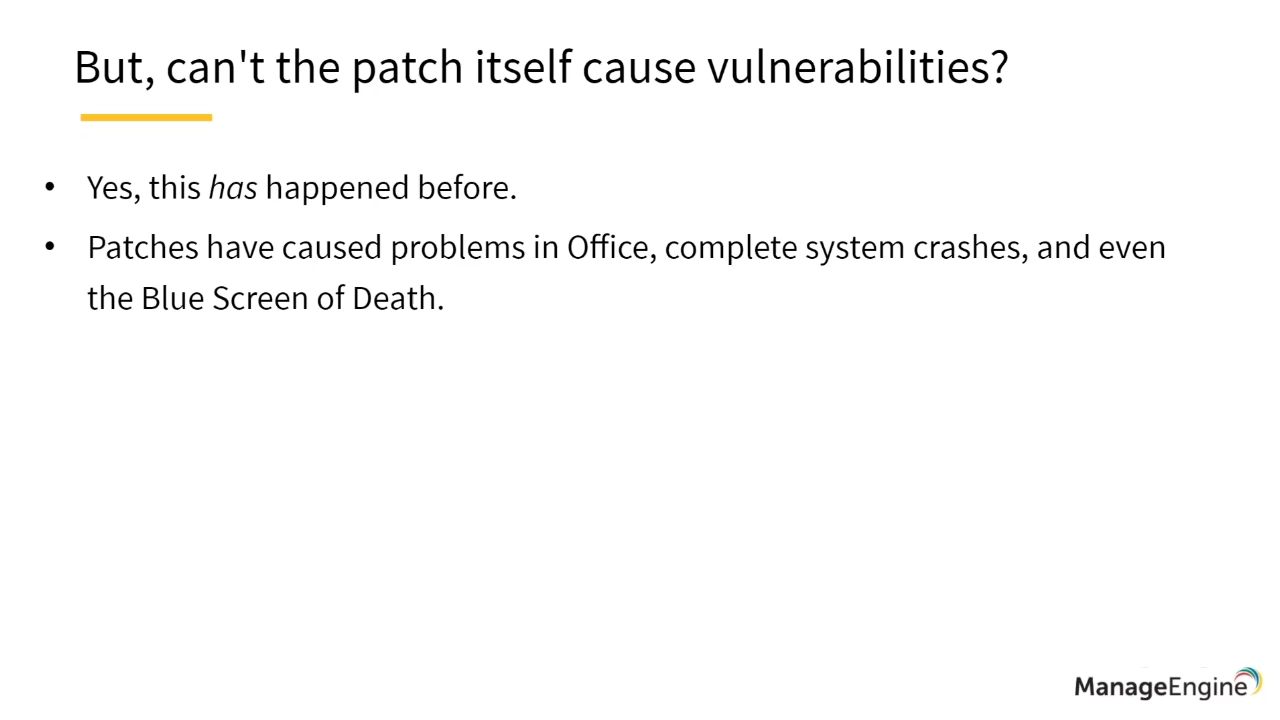 But, can't the patch itself cause vulnerabilities?
• Yes, this has happened before.
• Patches have caused problems in Office, complete system crashes, and even
the Blue Screen of Death.
ManageEngine